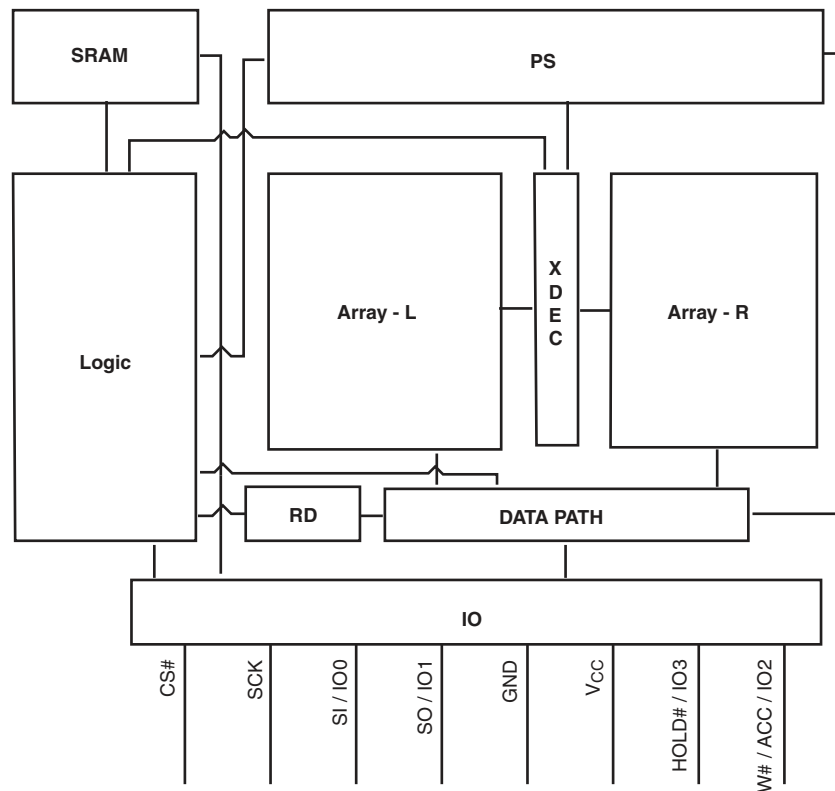 SRAM
PS
X
D
E
C
Array - L
Array - R
Logic
RD
DATA PATH
IO
CS#
SCK
SI / IO0
SO / IO1
GND
VCC
HOLD# / IO3
W# / ACC / IO2